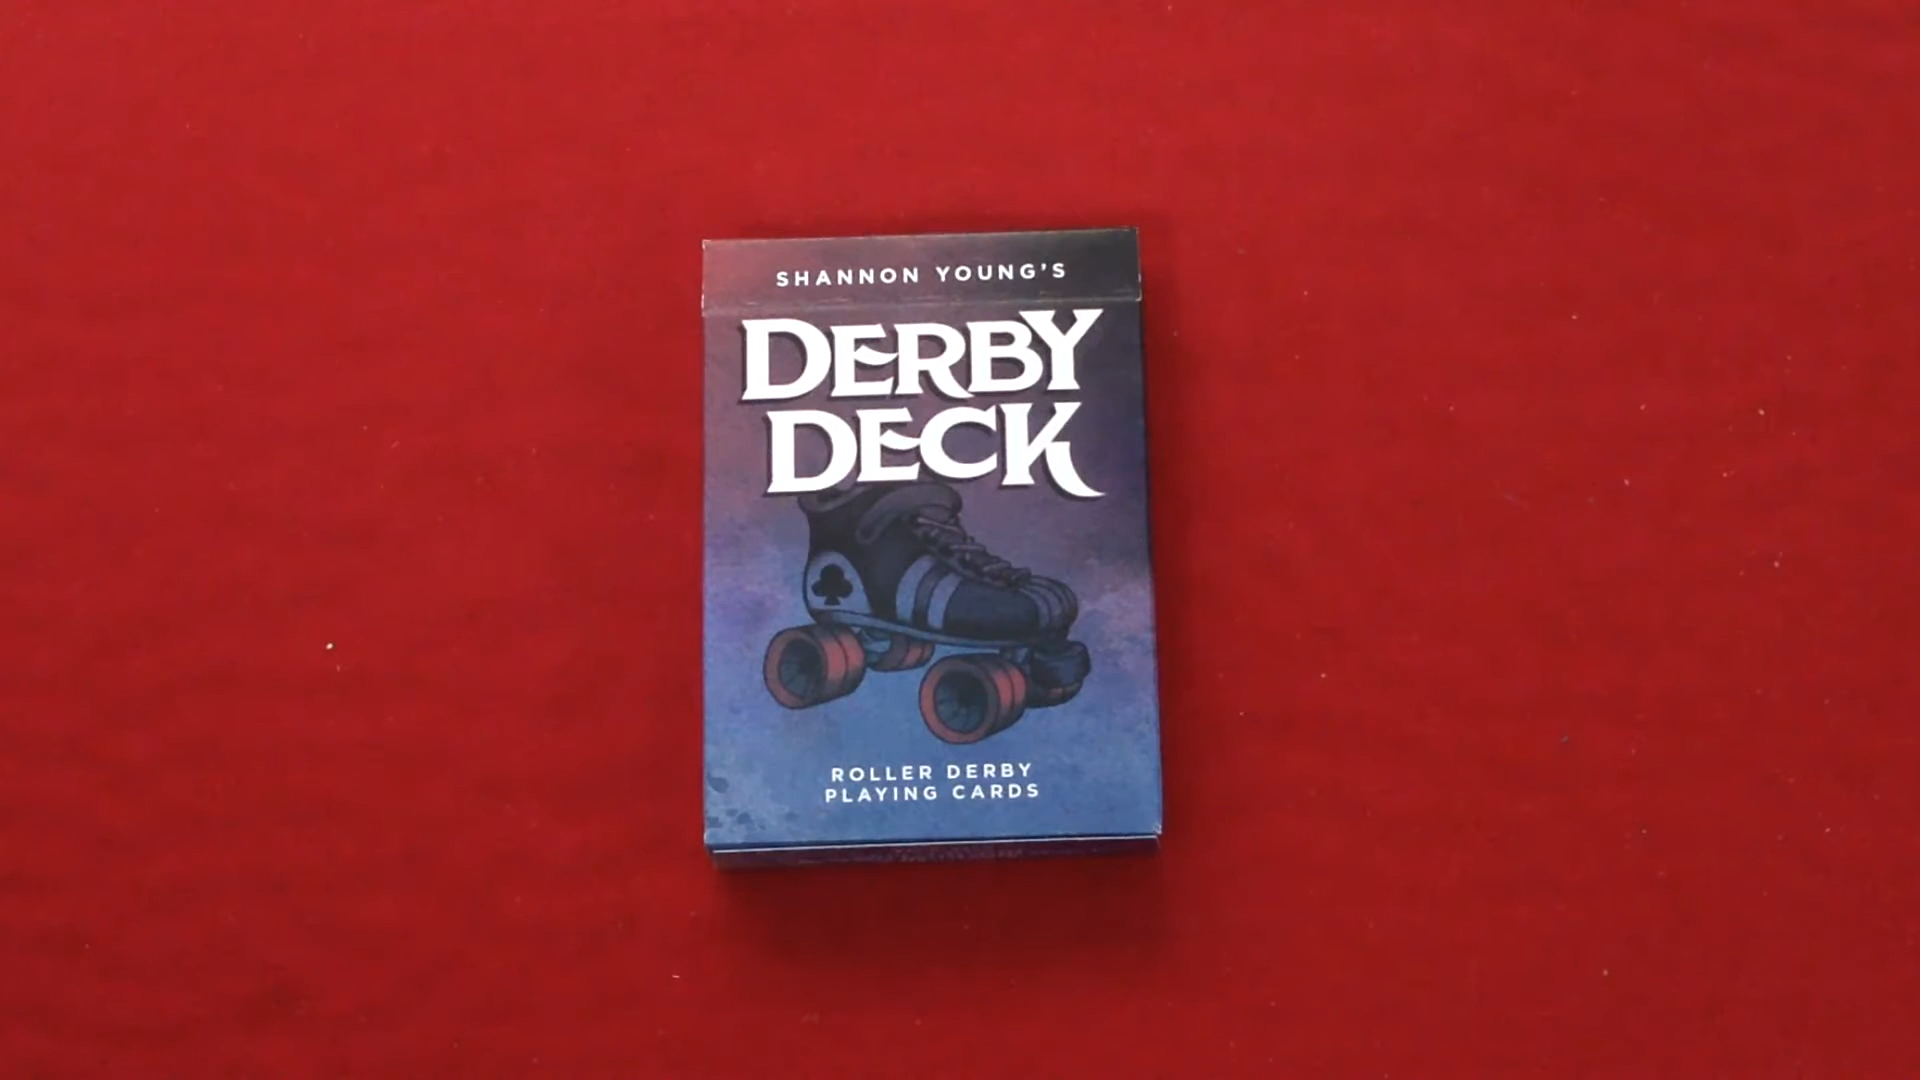 SHANNON YOUNG'S
DERBY
DECK
ROLLER DERBY
PLAYING CARDS